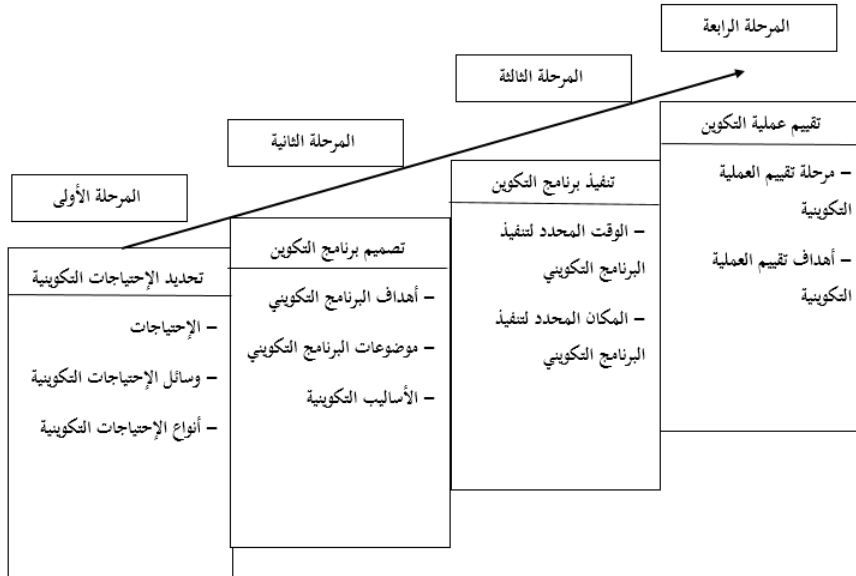 المرحلة الأولى
تحديد الإحتياجات التكوينية
– الإحتياجات
– وسائل الإحتياجات التكوينية
– أنواع الإحتياجات التكوينية
المرحلة الثانية
تصميم برنامج التكوين
– أهداف البرنامج التكويني
– موضوعات البرنامج التكويني
– الأساليب التكوينية
المرحلة الثالثة
تنفيذ برنامج التكوين
– الوقت المحدد لتنفيذ
البرنامج التكويني
– المكان المحدد لتنفيذ
البرنامج التكويني
المرحلة الرابعة
تقييم عملية التكوين
– مرحلة تقييم العملية
التكوينية
– أهداف تقييم العملية
التكوينية